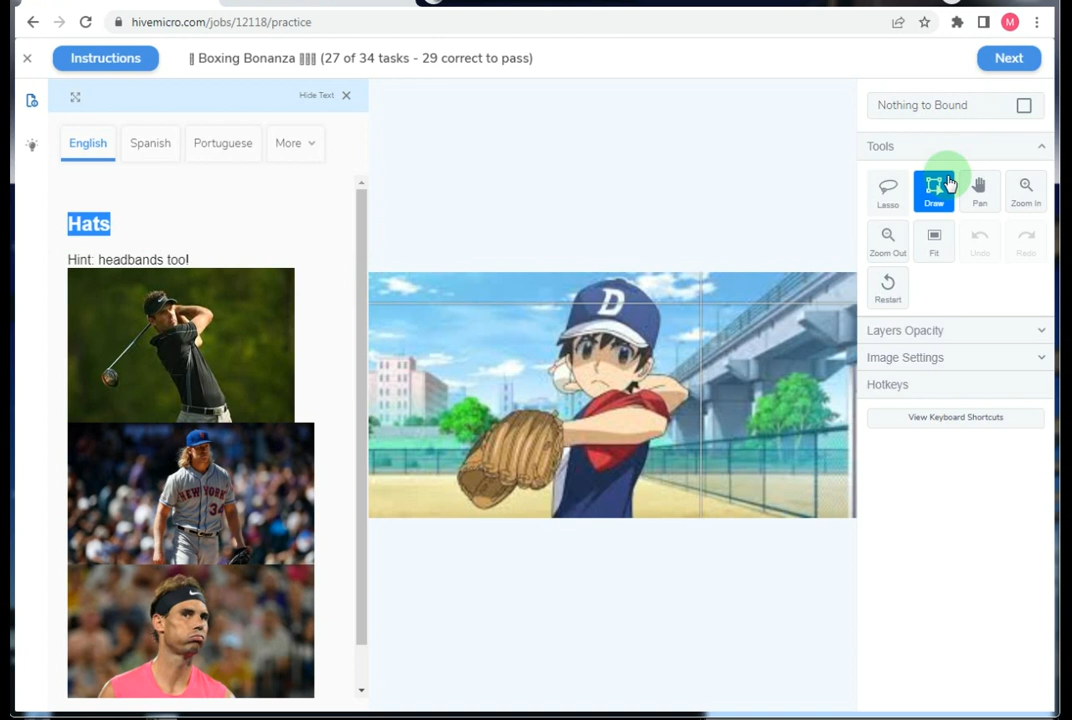 hivemicro.com/jobs/12118/practice
M
Instructions
Boxing Bonanza (27 of 34 tasks - 29 correct to pass)
Next
Hide Text
English
Spanish
Portuguese
More
Hats
Hint: headbands too!
NEW YORK
34
D
Nothing to Bound
Tools
Lasso
Draw
Pan
Zoom In
Zoom Out
Fit
Undo
Redo
Restart
Layers Opacity
Image Settings
Hotkeys
View Keyboard Shortcuts